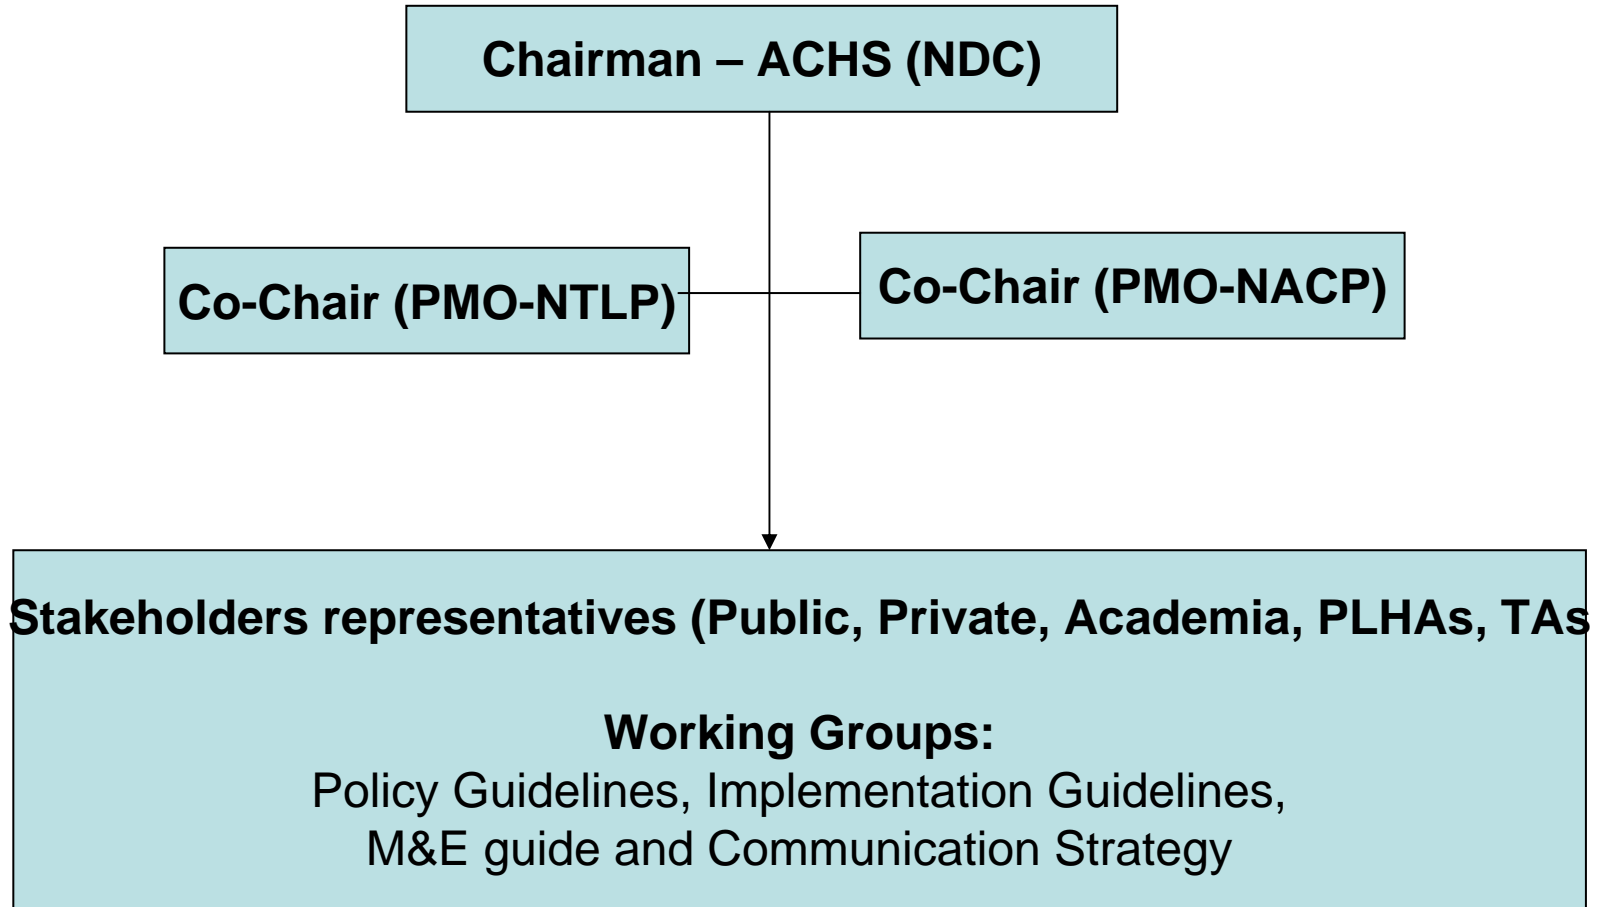 Chairman – ACHS (NDC)
Co-Chair (PMO-NTLP)
Co-Chair (PMO-NACP)
Stakeholders representatives (Public, Private, Academia, PLHAs, TAs
Working Groups:
Policy Guidelines, Implementation Guidelines,
M&E guide and Communication Strategy